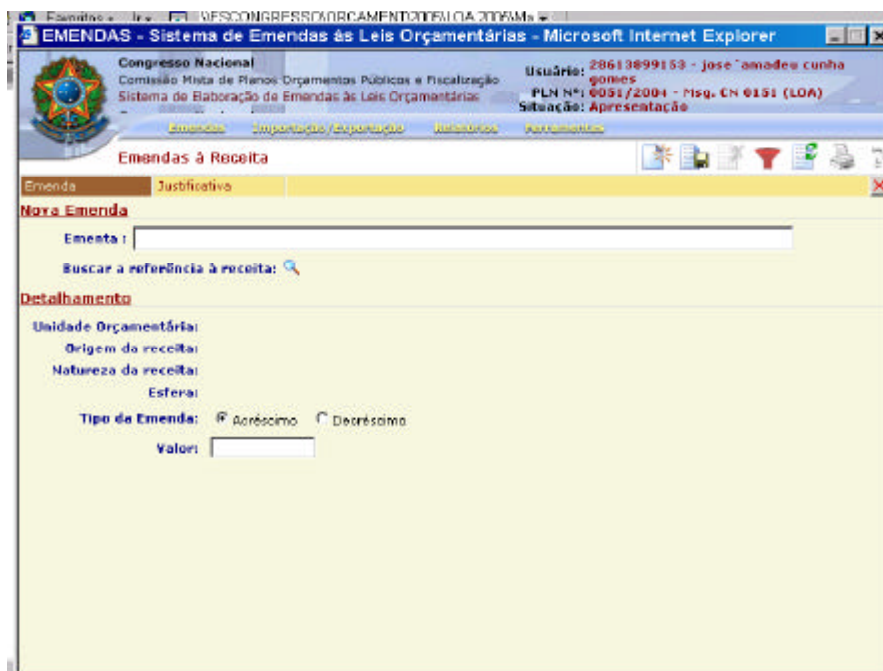 Favoritos
EMENDAS - Sistema de Emendas às Leis Orçamentárias - Microsoft Internet Explorer
Congresso Nacional
Comissão Mista de Planos Orçamentos Públicos e Fiscalização
Sistema de Elaboração de Emendas às Leis Orçamentárias
Usuário: 28613899153 - jose amadeu cunha gomes
PLN Nº: 0051/2004 - Msg. CN 0151 (LOA)
Situação: Apresentação
Emendas Importação/Exportação Relatórios Ferramentas
Emendas à Receita
Emenda Justificativa
Nova Emenda
Ementa :
Buscar a referência à receita:
Detalhamento
Unidade Orçamentária:
Origem da receita:
Natureza da receita:
Esfera:
Tipo da Emenda: Acréscimo Decréscimo
Valor: